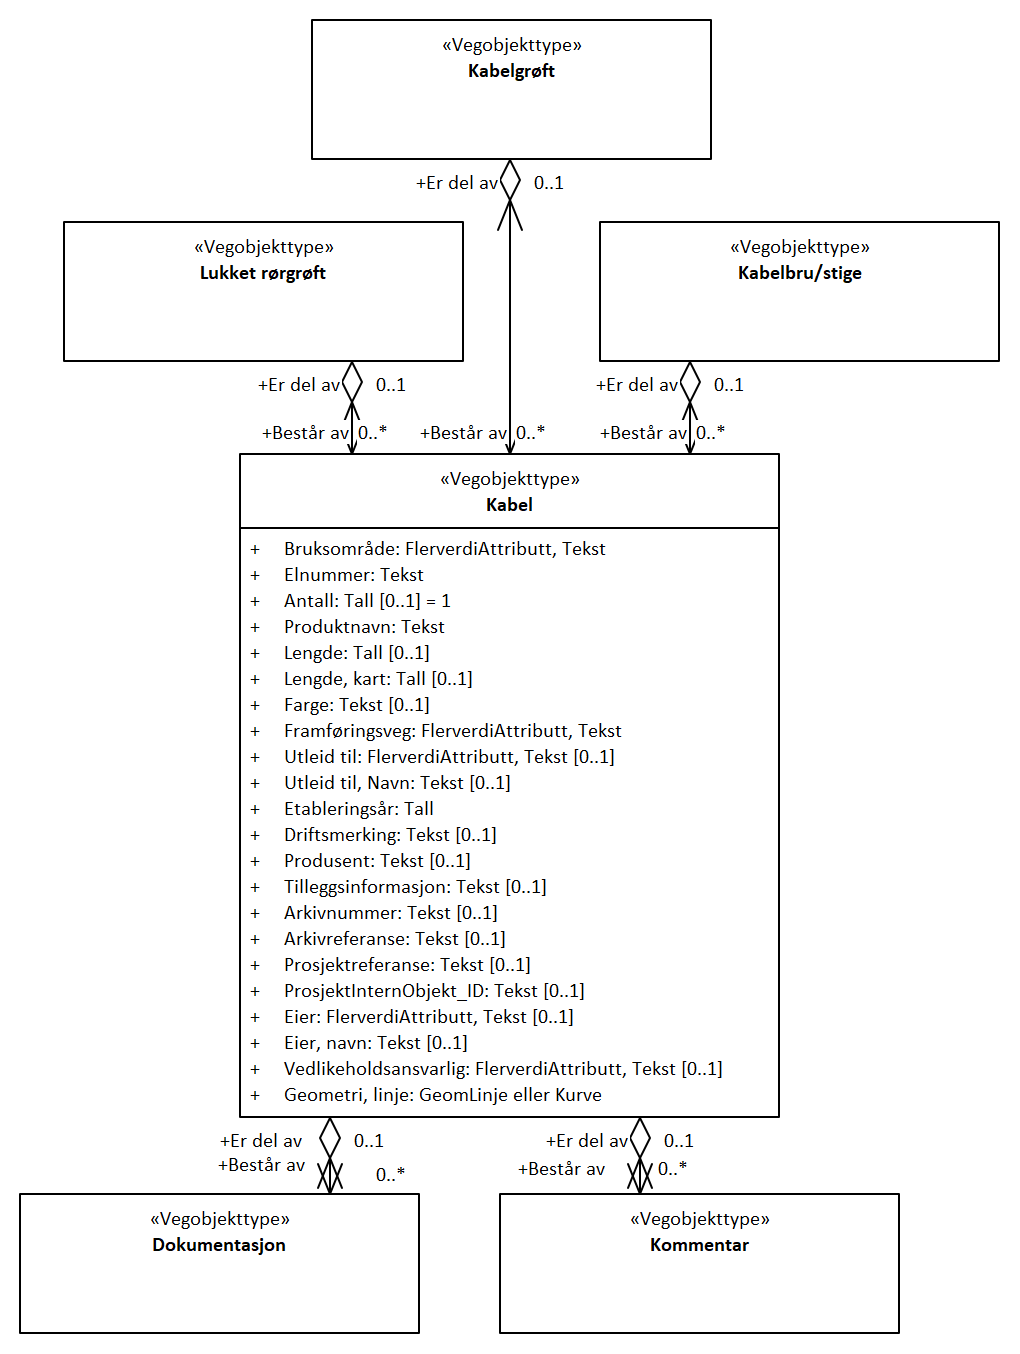 «Vegobjekttype»
Kabelgrøft
+Er del av 0..1
«Vegobjekttype»
Lukket rørgrøft
«Vegobjekttype»
Kabelbru/stige
+Er del av 0..1
+Er del av 0..1
+Består av 0..*
+Består av 0..*
+Består av 0..*
«Vegobjekttype»
Kabel
+ Bruksområde: FlerverdiAttributt, Tekst
+ Elnummer: Tekst
+ Antall: Tall [0..1] = 1
+ Produktnavn: Tekst
+ Lengde: Tall [0..1]
+ Lengde, kart: Tall [0..1]
+ Farge: Tekst [0..1]
+ Framføringsveg: FlerverdiAttributt, Tekst
+ Utleid til: FlerverdiAttributt, Tekst [0..1]
+ Utleid til, Navn: Tekst [0..1]
+ Etableringsår: Tall
+ Driftsmerking: Tekst [0..1]
+ Produsent: Tekst [0..1]
+ Tilleggsinformasjon: Tekst [0..1]
+ Arkivnummer: Tekst [0..1]
+ Arkivreferanse: Tekst [0..1]
+ Prosjektreferanse: Tekst [0..1]
+ ProsjektInternObjekt_ID: Tekst [0..1]
+ Eier: FlerverdiAttributt, Tekst [0..1]
+ Eier, navn: Tekst [0..1]
+ Vedlikeholdsansvarlig: FlerverdiAttributt, Tekst [0..1]
+ Geometri, linje: GeomLinje eller Kurve
+Er del av 0..1
+Består av 0..*
+Er del av 0..1
+Består av 0..*
«Vegobjekttype»
Dokumentasjon
«Vegobjekttype»
Kommentar